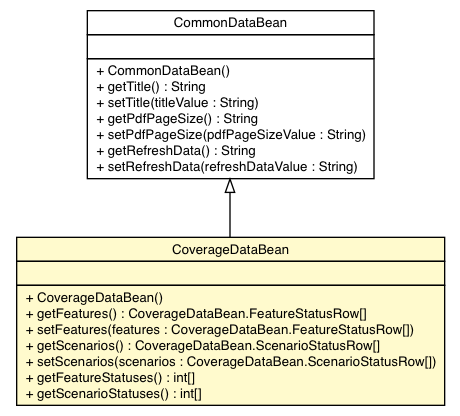 CommonDataBean
+ CommonDataBean()
+ getTitle() : String
+ setTitle(titleValue : String)
+ getPdfPageSize() : String
+ setPdfPageSize(pdfPageSizeValue : String)
+ getRefreshData() : String
+ setRefreshData(refreshDataValue : String)
CoverageDataBean
+ CoverageDataBean()
+ getFeatures() : CoverageDataBean.FeatureStatusRow[]
+ setFeatures(features : CoverageDataBean.FeatureStatusRow[])
+ getScenarios() : CoverageDataBean.ScenarioStatusRow[]
+ setScenarios(scenarios : CoverageDataBean.ScenarioStatusRow[])
+ getFeatureStatuses() : int[]
+ getScenarioStatuses() : int[]